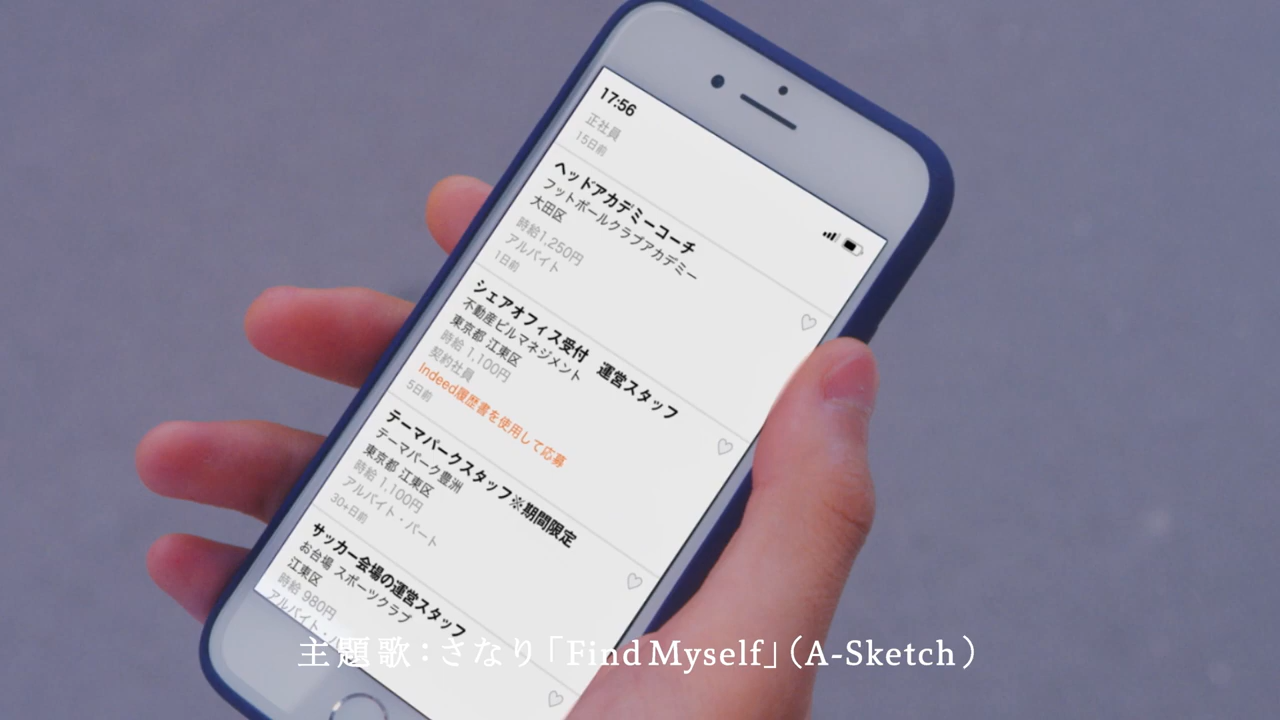 17:56
正社員
15日前
ヘッドアカデミーコーチ
フットボールクラブアカデミー
大田区
時給1,250円
アルバイト
1日前
シェアオフィス受付 運営スタッフ
不動産ビルマネジメント
東京都 江東区
時給 1,100円
契約社員
Indeed履歴書を使用して応募
5日前
テーマパークスタッフ※期間限定
テーマパーク豊洲
東京都 江東区
時給 1,100円
アルバイト・パート
30+日前
サッカー会場の運営スタッフ
お台場 スポーツクラブ
江東区
時給 980円
アルバイト・パ
主題歌:さなり「Find Myself」(A-Sketch)